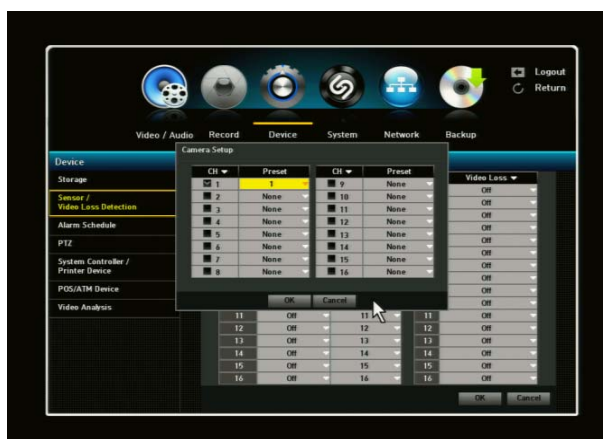 Logout
Return
Video / Audio Record Device System Network Backup
Device
Storage
Sensor /
Video Loss Detection
Alarm Schedule
PTZ
System Controller /
Printer Device
POS/ATM Device
Video Analysis
Camera Setup
CH Preset CH Preset
1 1 9 None
2 None 10 None
3 None 11 None
4 None 12 None
5 None 13 None
6 None 14 None
7 None 15 None
8 None 16 None
OK Cancel
Video Loss
Off
Off
Off
Off
Off
Off
Off
Off
Off
Off
11 Off 11 11 Off
12 Off 12 12 Off
13 Off 13 13 Off
14 Off 14 14 Off
15 Off 15 15 Off
16 Off 16 16 Off
OK Cancel